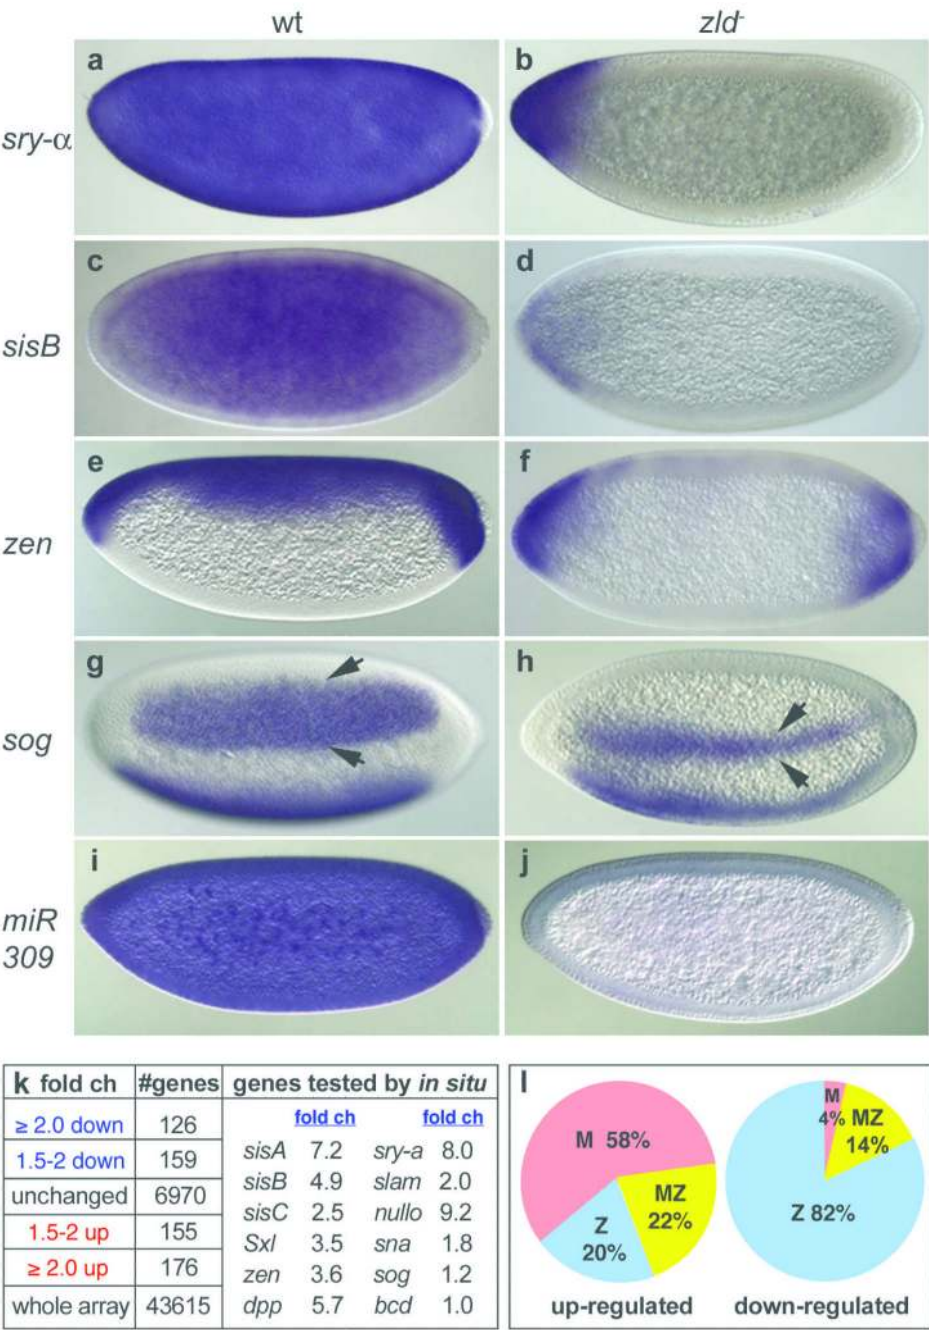 wt zld-
a b
sry-α
c d
sisB
e f
zen
g h
sog
i j
miR
309
k fold ch #genes genes tested by in situ
≥ 2.0 down 126
1.5-2 down 159
unchanged 6970
1.5-2 up 155
≥ 2.0 up 176
whole array 43615
fold ch fold ch
sisA 7.2 sry-a 8.0
sisB 4.9 slam 2.0
sisC 2.5 nullo 9.2
Sxl 3.5 sna 1.8
zen 3.6 sog 1.2
dpp 5.7 bcd 1.0
l
M 58%
MZ
22%
Z
20%
up-regulated
M
4%
MZ
14%
Z 82%
down-regulated